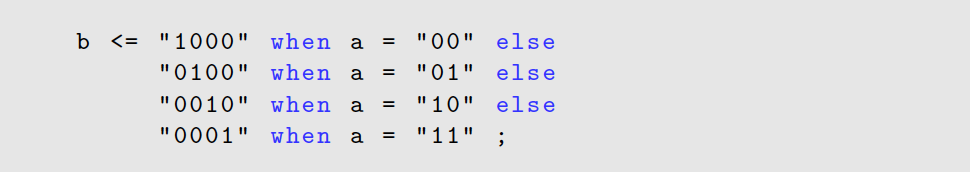 b <= "1000" when a = "00" else
"0100" when a = "01" else
"0010" when a = "10" else
"0001" when a = "11" ;